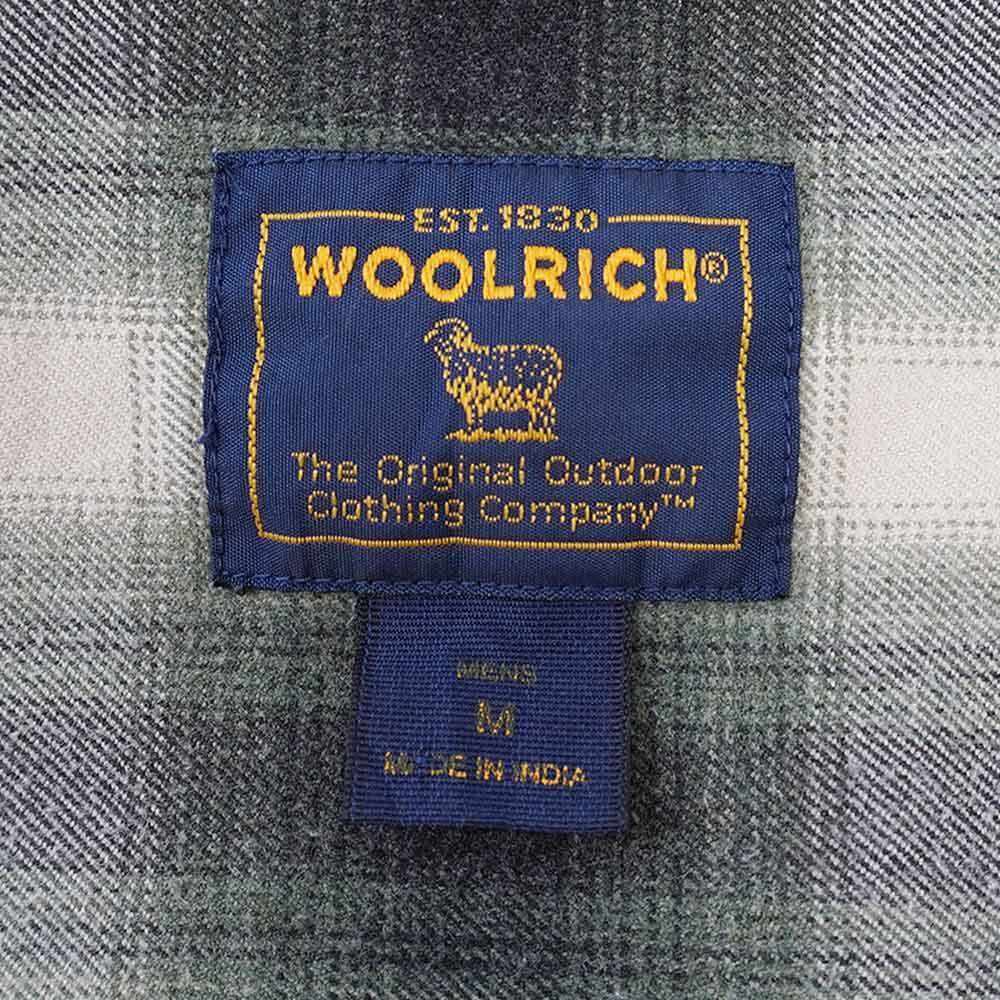 EST. 1830
WOOLRICH®
The Original Outdoor
Clothing Company™
MENS
M
MADE IN INDIA